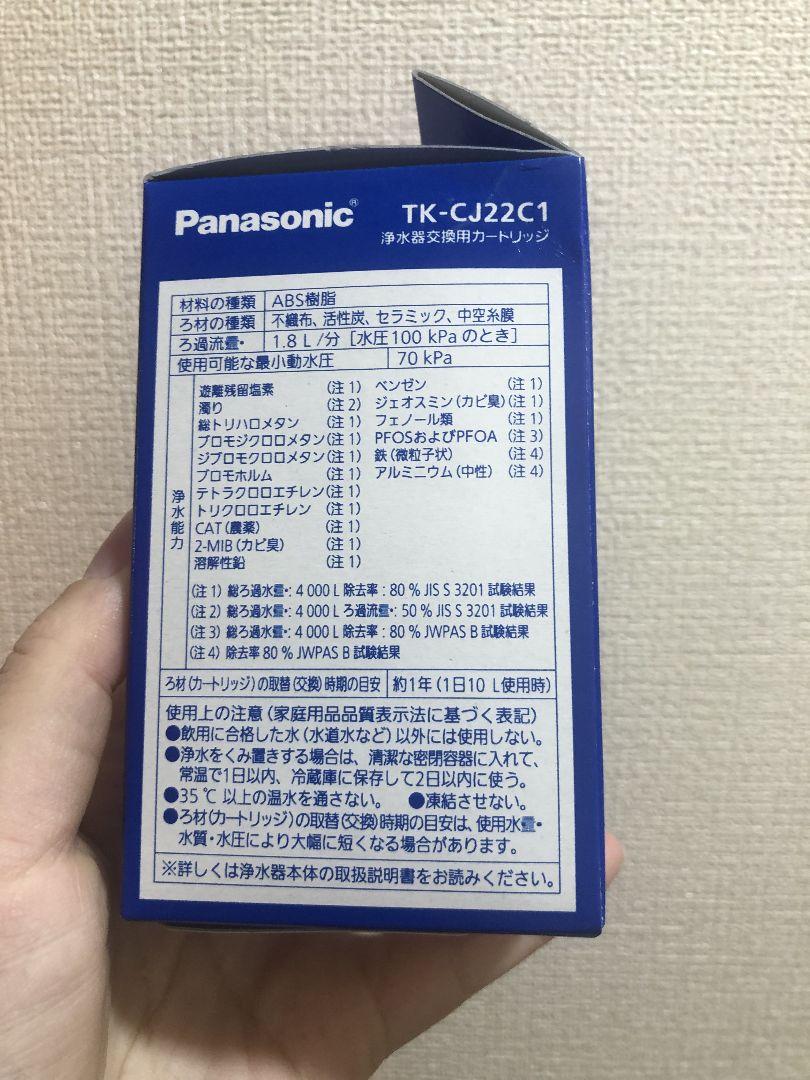 Panasonic® TK-CJ22C1
浄水器交換用カートリッジ
材料の種類 ABS樹脂
ろ材の種類 不織布、活性炭、セラミック、中空糸膜
ろ過流量・ 1.8 L /分 [水圧100 kPa のとき]
使用可能な最小動水圧 70 kPa
浄水能力
遊離残留塩素 (注 1) ベンゼン (注 1)
濁り (注 2) ジェオスミン(カビ臭) (注 1)
総トリハロメタン (注 1) フェノール類 (注 1)
ブロモジクロロメタン(注 1) PFOSおよびPFOA (注 3)
ジブロモクロロメタン(注 1) 鉄(微粒子状) (注 4)
ブロモホルム (注 1) アルミニウム(中性) (注 4)
テトラクロロエチレン(注 1)
トリクロロエチレン (注 1)
CAT(農薬) (注 1)
2-MIB(カビ臭) (注 1)
溶解性鉛 (注 1)
(注 1) 総ろ過水量・: 4 000 L 除去率 : 80 % JIS S 3201 試験結果
(注 2) 総ろ過水量・: 4 000 L ろ過流量・: 50 % JIS S 3201 試験結果
(注 3) 総ろ過水量・: 4 000 L 除去率 : 80 % JWPAS B 試験結果
(注 4) 除去率 80 % JWPAS B 試験結果
ろ材(カートリッジ)の取替(交換)時期の目安 約1年(1日10 L使用時)
使用上の注意(家庭用品品質表示法に基づく表記)
●飲用に合格した水(水道水など)以外には使用しない。
●浄水をくみ置きする場合は、清潔な密閉容器に入れて、
常温で1日以内、冷蔵庫に保存して2日以内に使う。
●35 ℃ 以上の温水を通さない。 ●凍結させない。
●ろ材(カートリッジ)の取替(交換)時期の目安は、使用水量・
水質・水圧により大幅に短くなる場合があります。
※詳しくは浄水器本体の取扱説明書をお読みください。